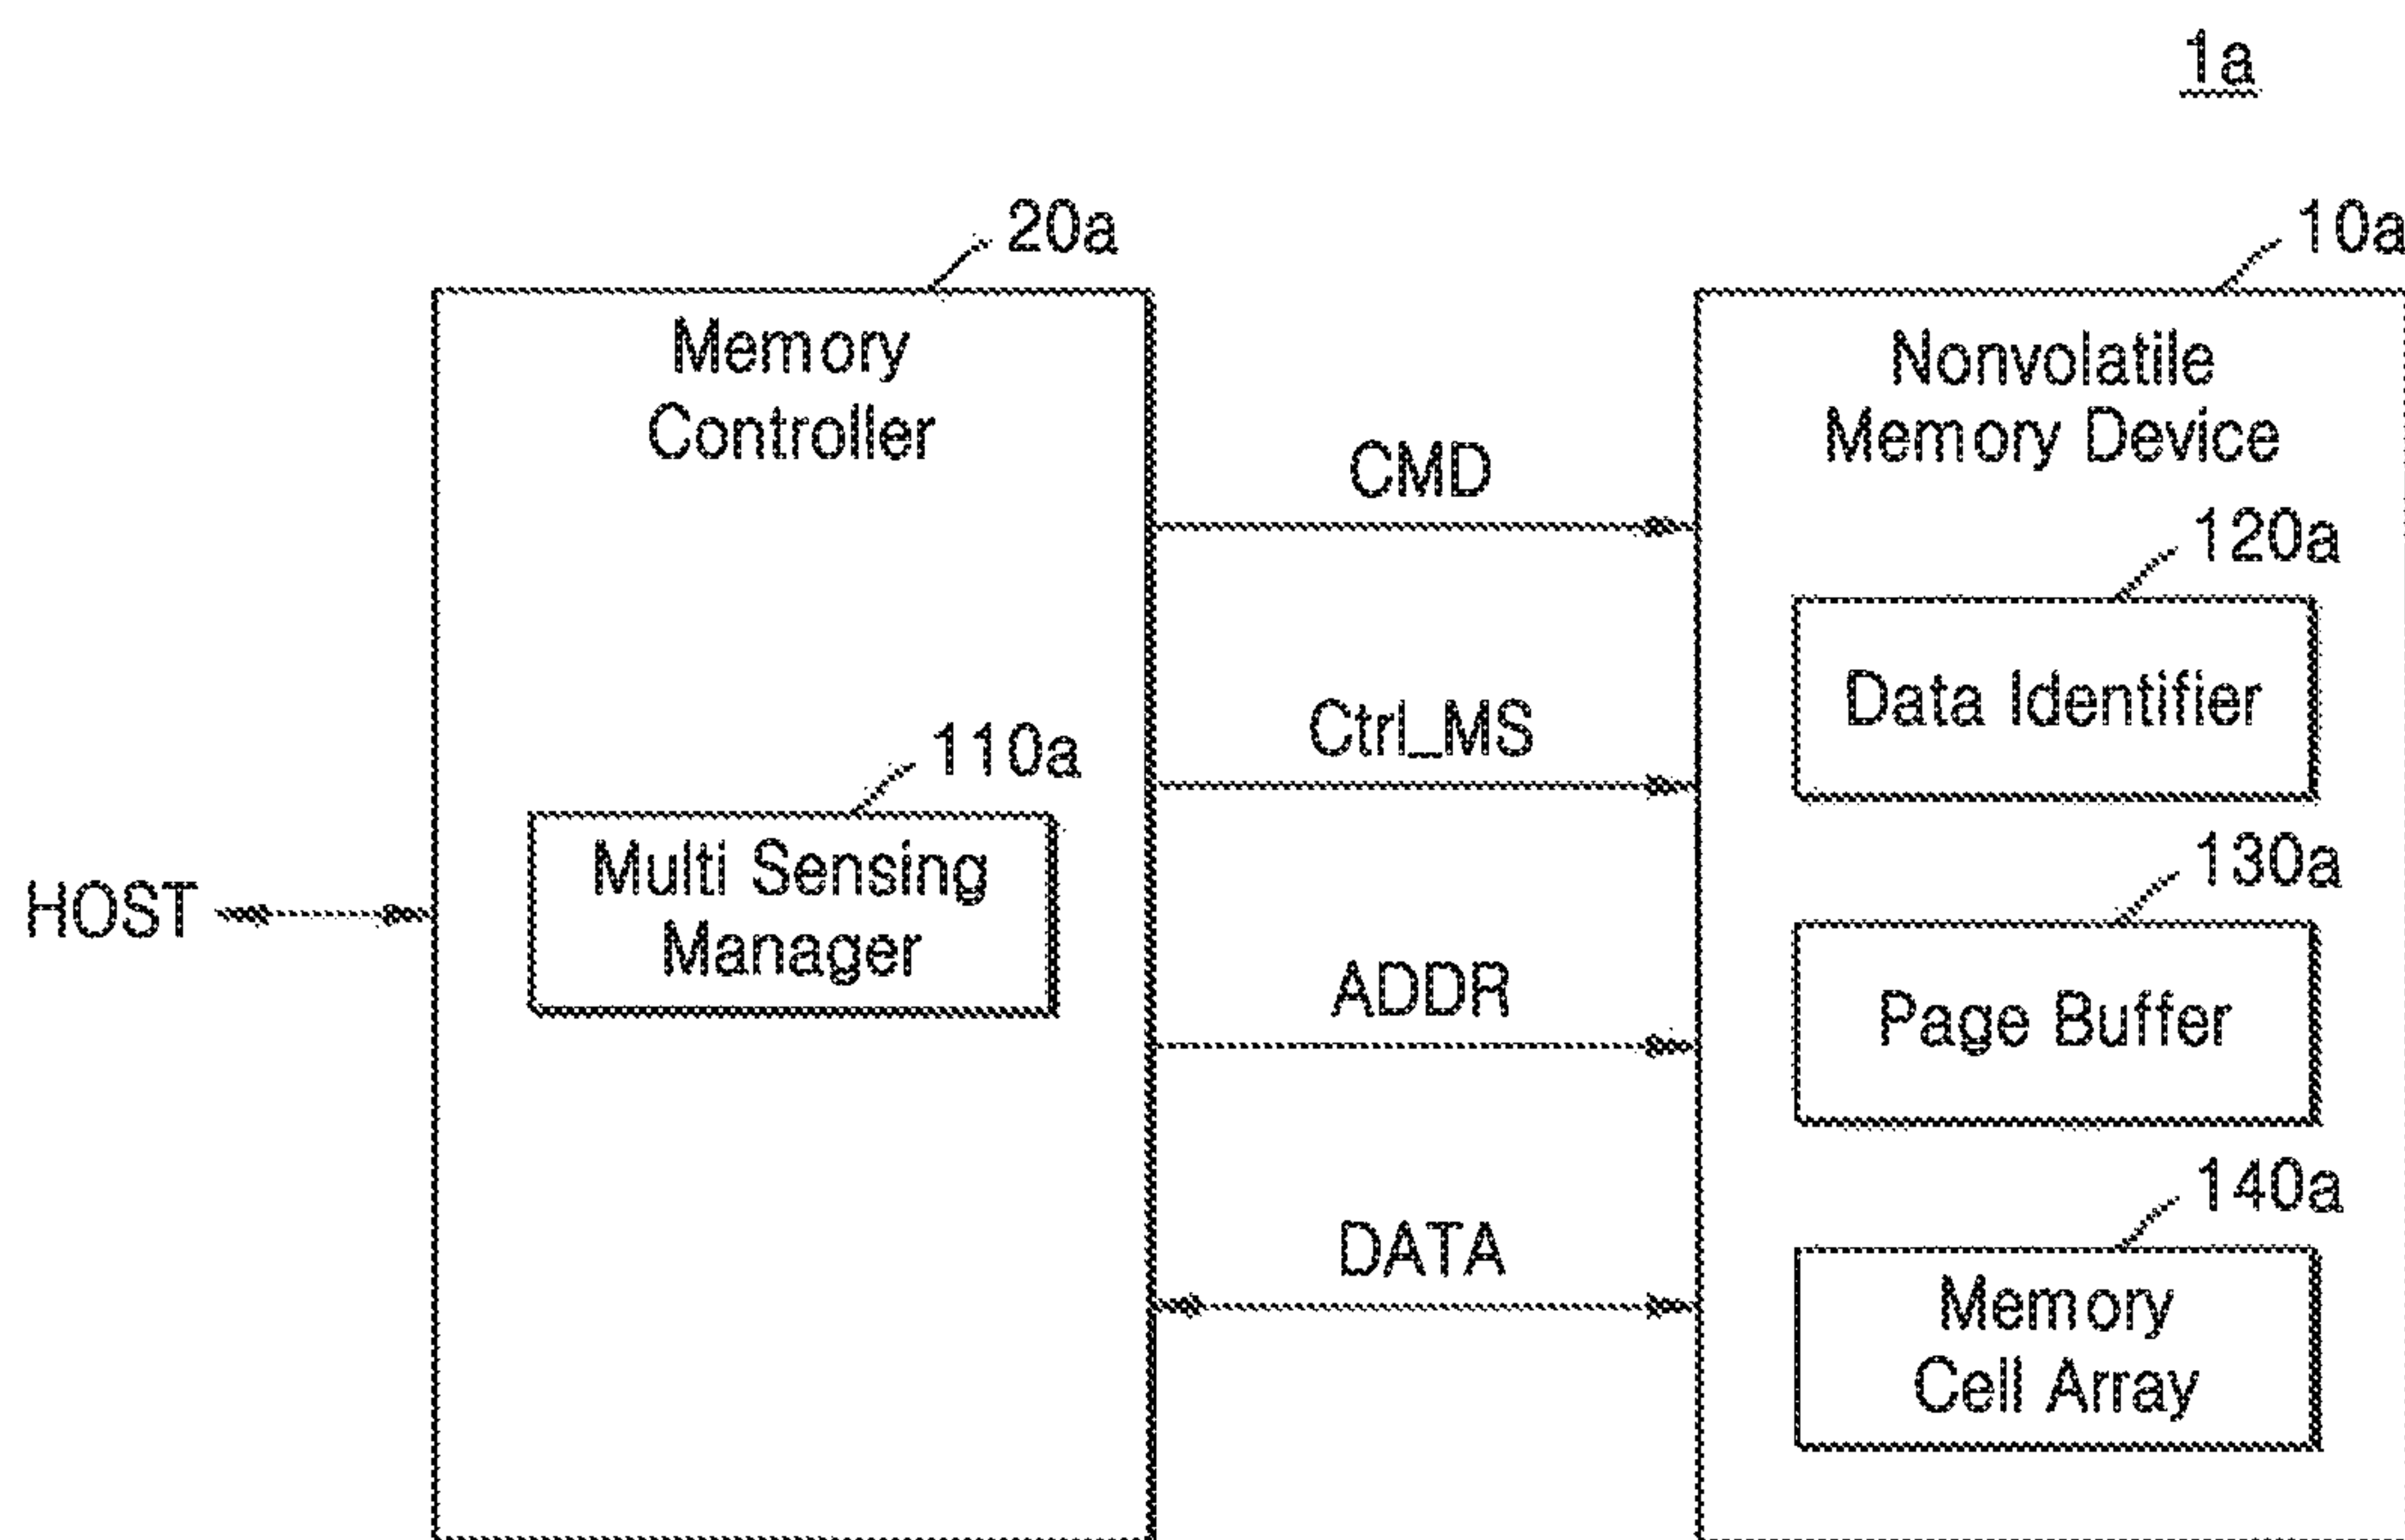 1a
20a
10a
Memory
Controller
Nonvolatile
Memory Device
CMD
120a
Data Identifier
Ctrl_MS
110a
Multi Sensing
Manager
HOST
130a
Page Buffer
ADDR
140a
Memory
Cell Array
DATA